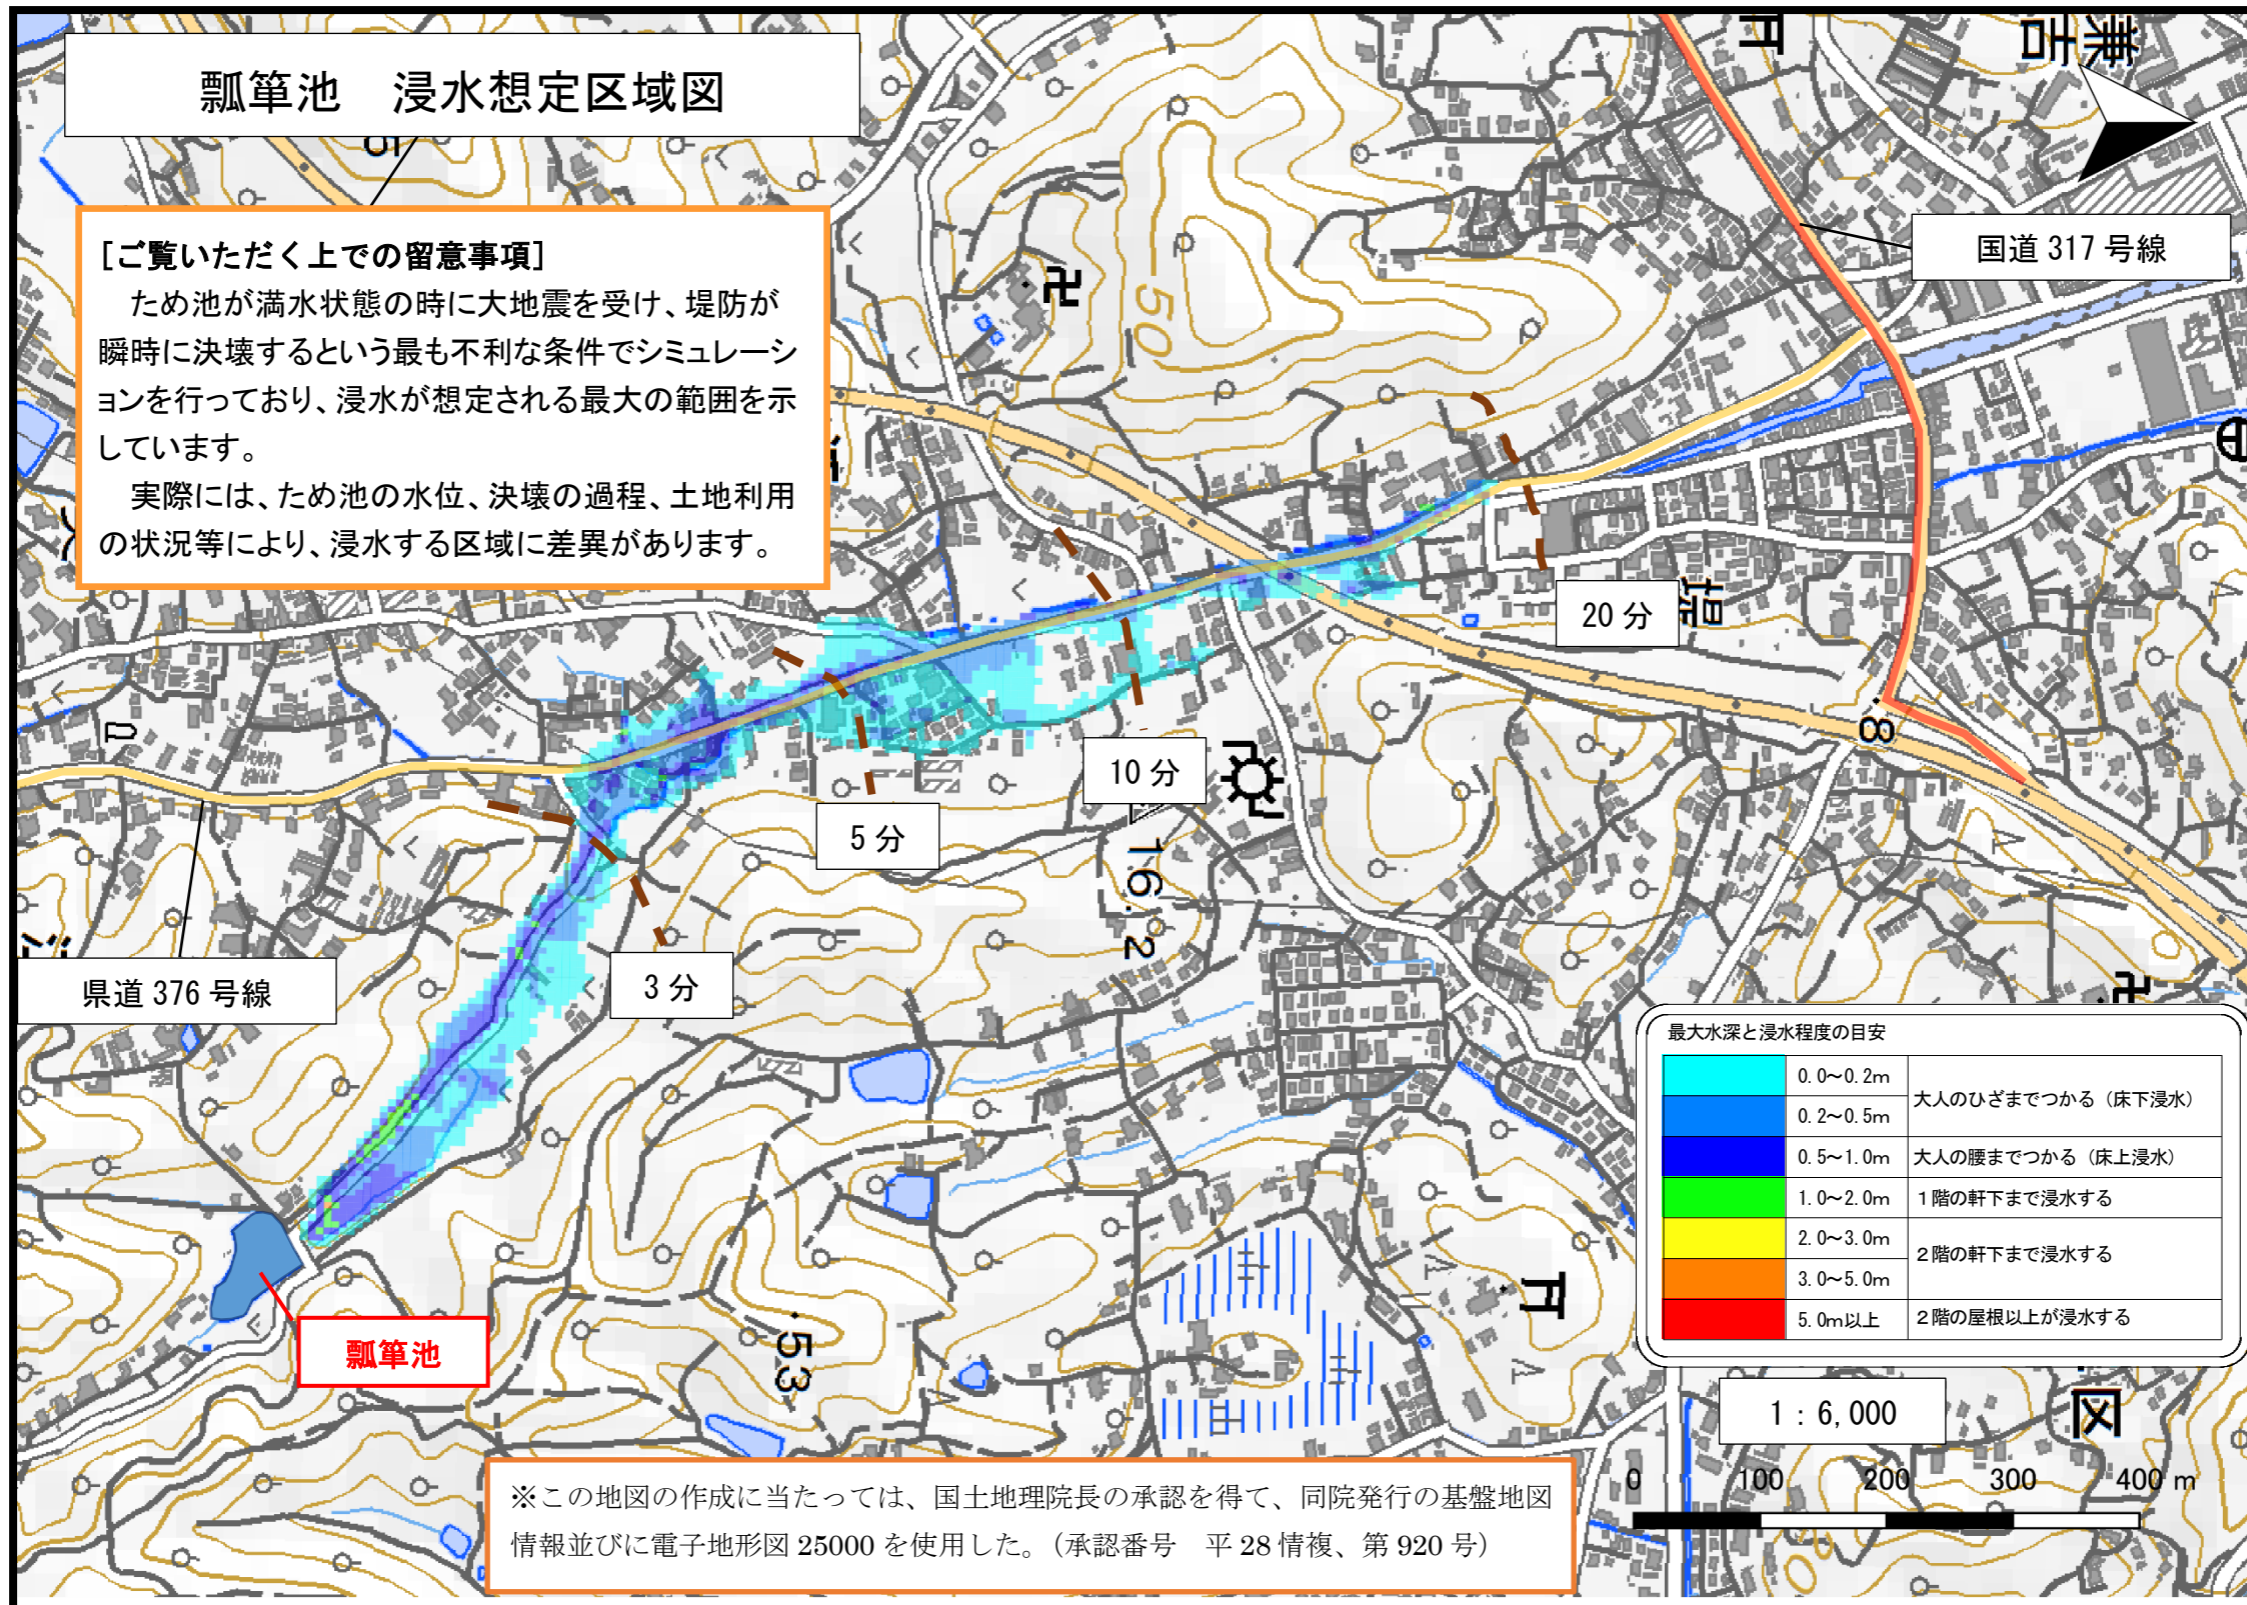 瓢箪池　浸水想定区域図
[ご覧いただく上での留意事項]
ため池が満水状態の時に大地震を受け、堤防が
瞬時に決壊するという最も不利な条件でシミュレーシ
ョンを行っており、浸水が想定される最大の範囲を示
しています。
実際には、ため池の水位、決壊の過程、土地利用
の状況等により、浸水する区域に差異があります。
兼吉
国道 317 号線
50
20 分
堤
8
10 分
5 分
16.2
3 分
県道 376 号線
瓢箪池
53
最大水深と浸水程度の目安
0.0～0.2m
大人のひざまでつかる（床下浸水）
0.2～0.5m
0.5～1.0m
大人の腰までつかる（床上浸水）
1.0～2.0m
１階の軒下まで浸水する
2.0～3.0m
２階の軒下まで浸水する
3.0～5.0m
5.0m以上
２階の屋根以上が浸水する
1：6,000
区
0 100 200 300 400 m
※この地図の作成に当たっては、国土地理院長の承認を得て、同院発行の基盤地図
情報並びに電子地形図 25000 を使用した。（承認番号　平 28 情複、第 920 号）